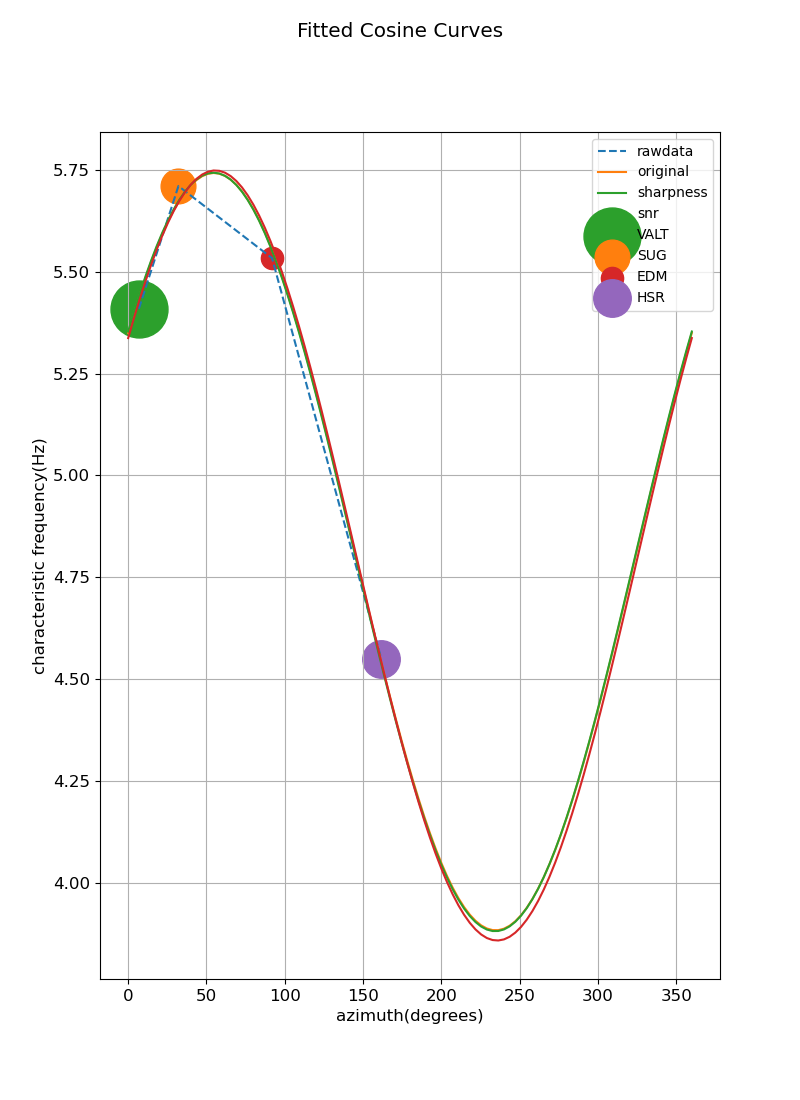 Fitted Cosine Curves
rawdata
original
sharpness
snr
VALT
SUG
EDM
HSR
characteristic frequency(Hz)
5.75
5.50
5.25
5.00
4.75
4.50
4.25
4.00
0 50 100 150 200 250 300 350
azimuth(degrees)